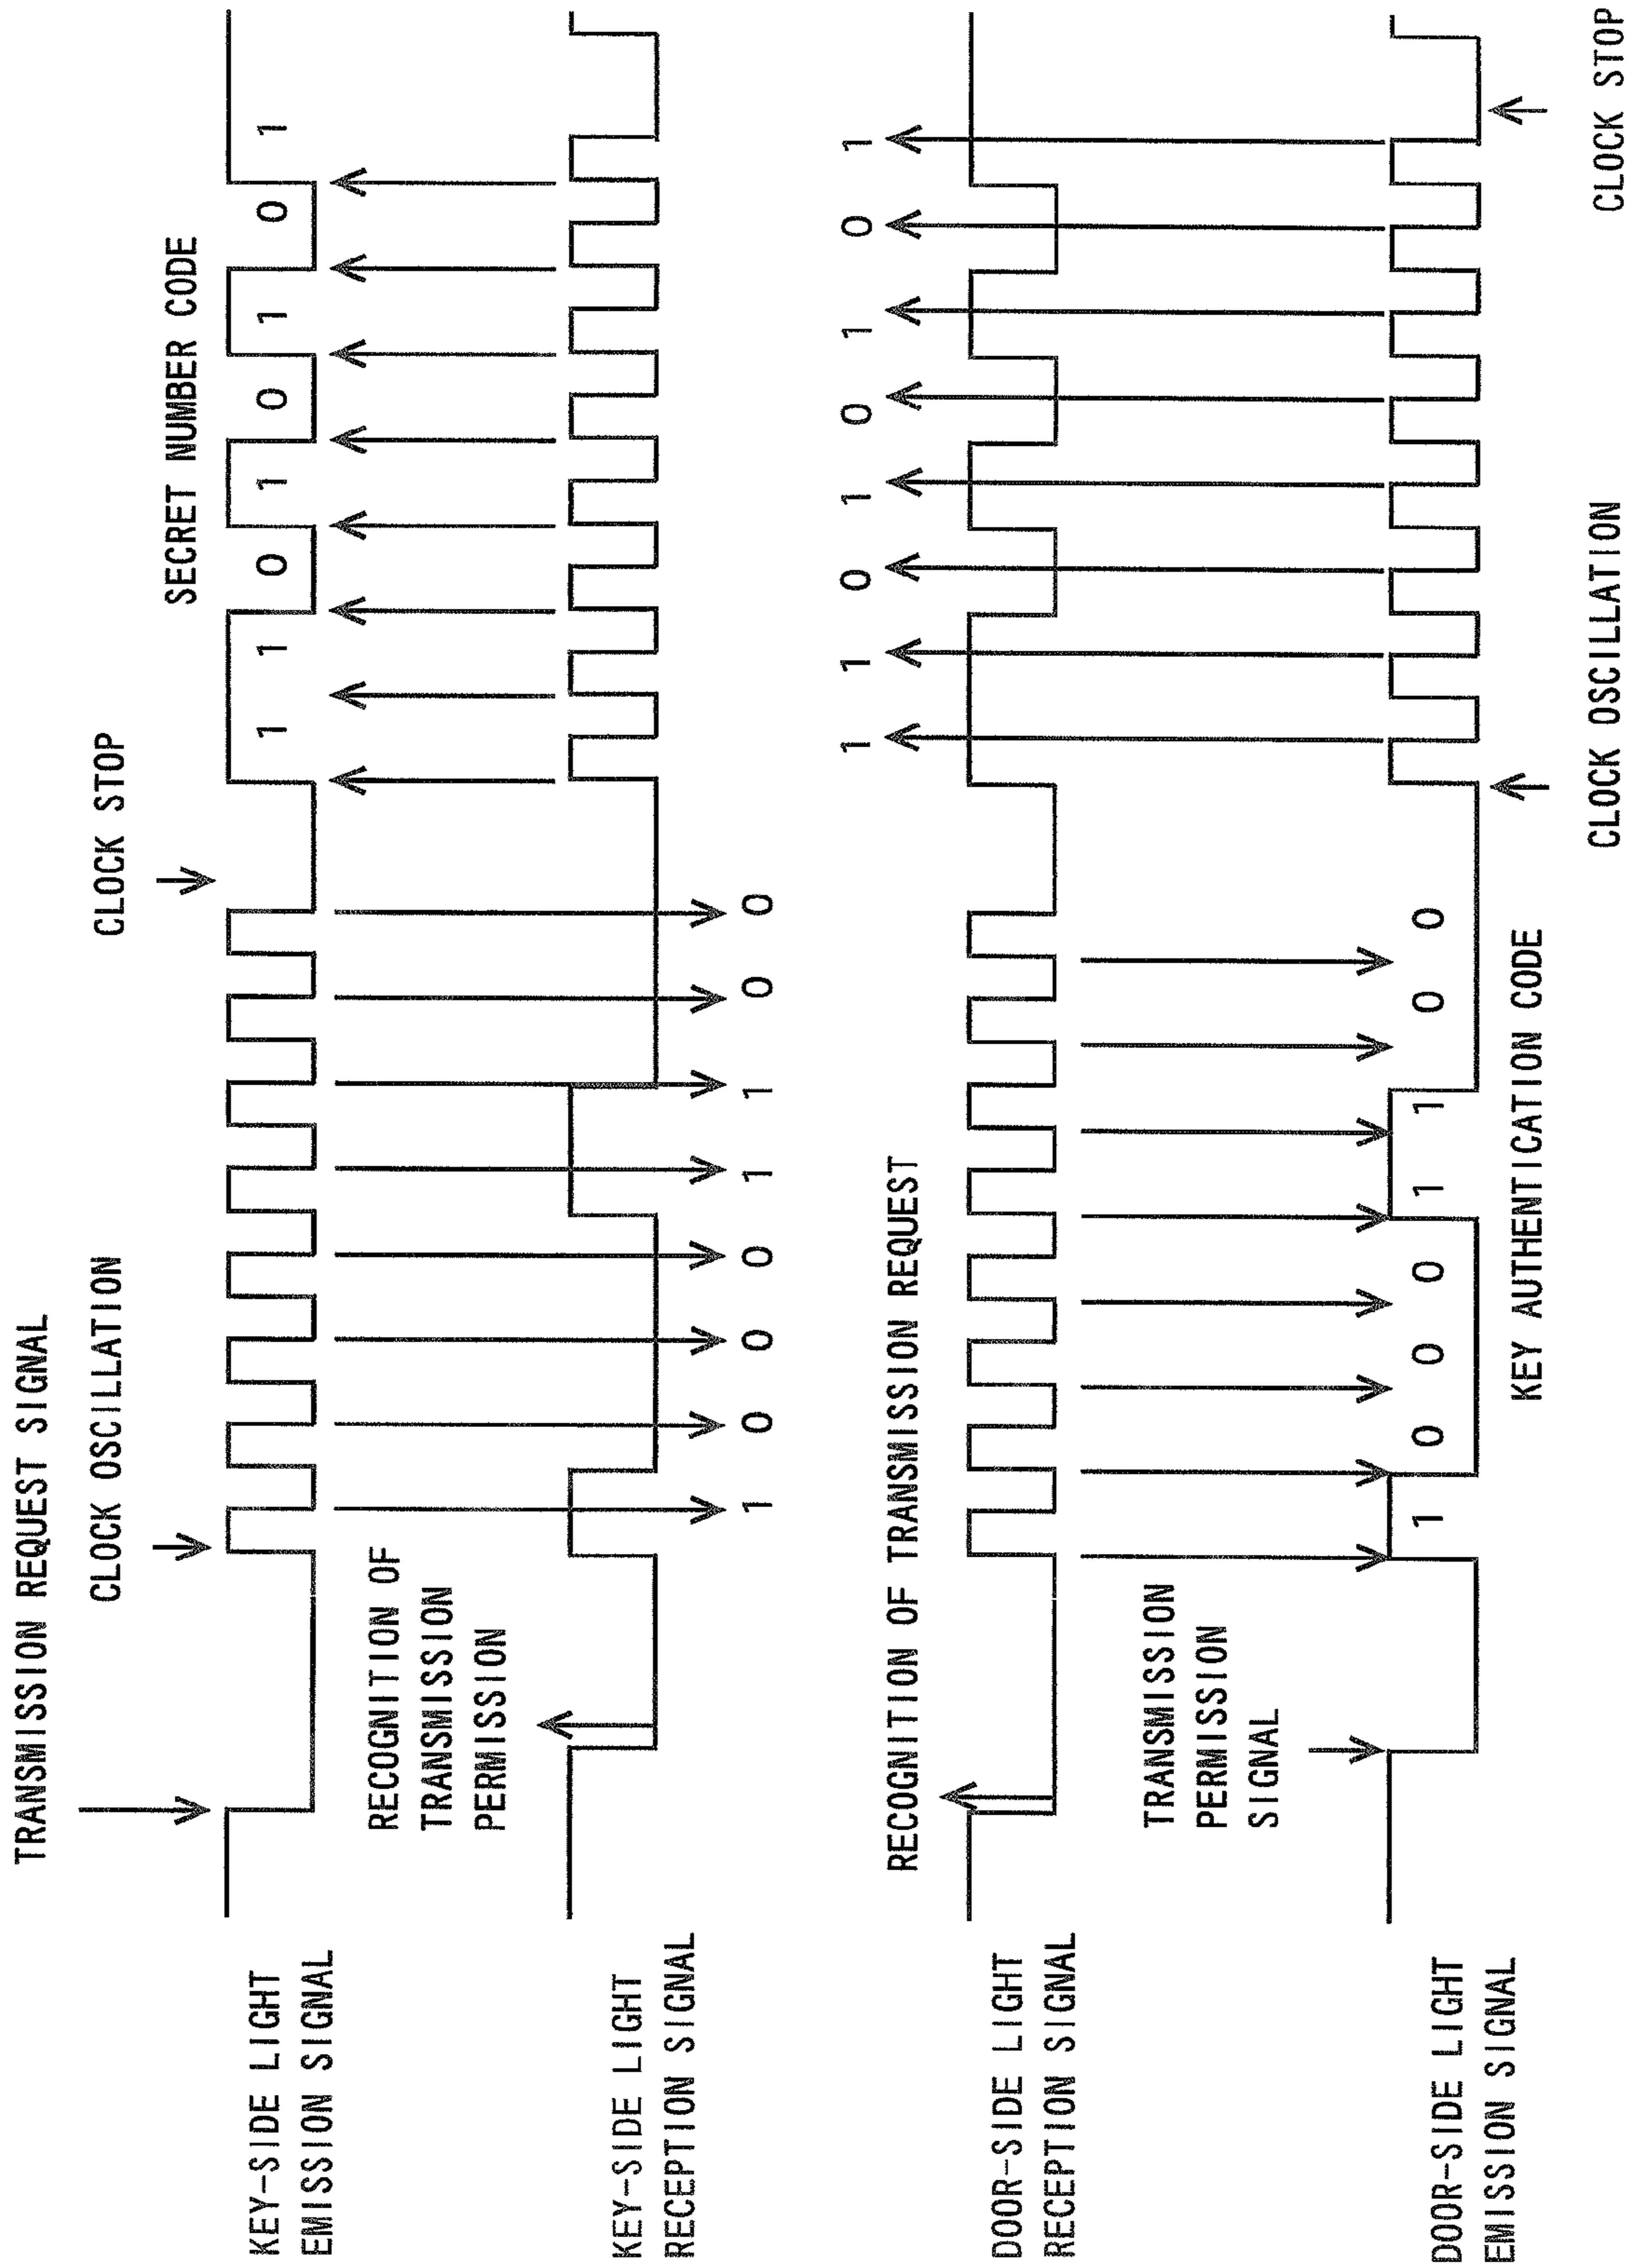 TRANSMISSION REQUEST SIGNAL
CLOCK OSCILLATION
CLOCK STOP
SECRET NUMBER CODE
KEY-SIDE LIGHT
EMISSION SIGNAL
1 1 0 1 0 1 0 1
RECOGNITION OF
TRANSMISSION
PERMISSION
KEY-SIDE LIGHT
RECEPTION SIGNAL
1 0 0 0 1 1 0 0
1 1 0 1 0 1 0 1
RECOGNITION OF TRANSMISSION REQUEST
DOOR-SIDE LIGHT
RECEPTION SIGNAL
TRANSMISSION
PERMISSION
SIGNAL
DOOR-SIDE LIGHT
EMISSION SIGNAL
1 0 0 0 1 1 0 0
KEY AUTHENTICATION CODE
CLOCK OSCILLATION
CLOCK STOP